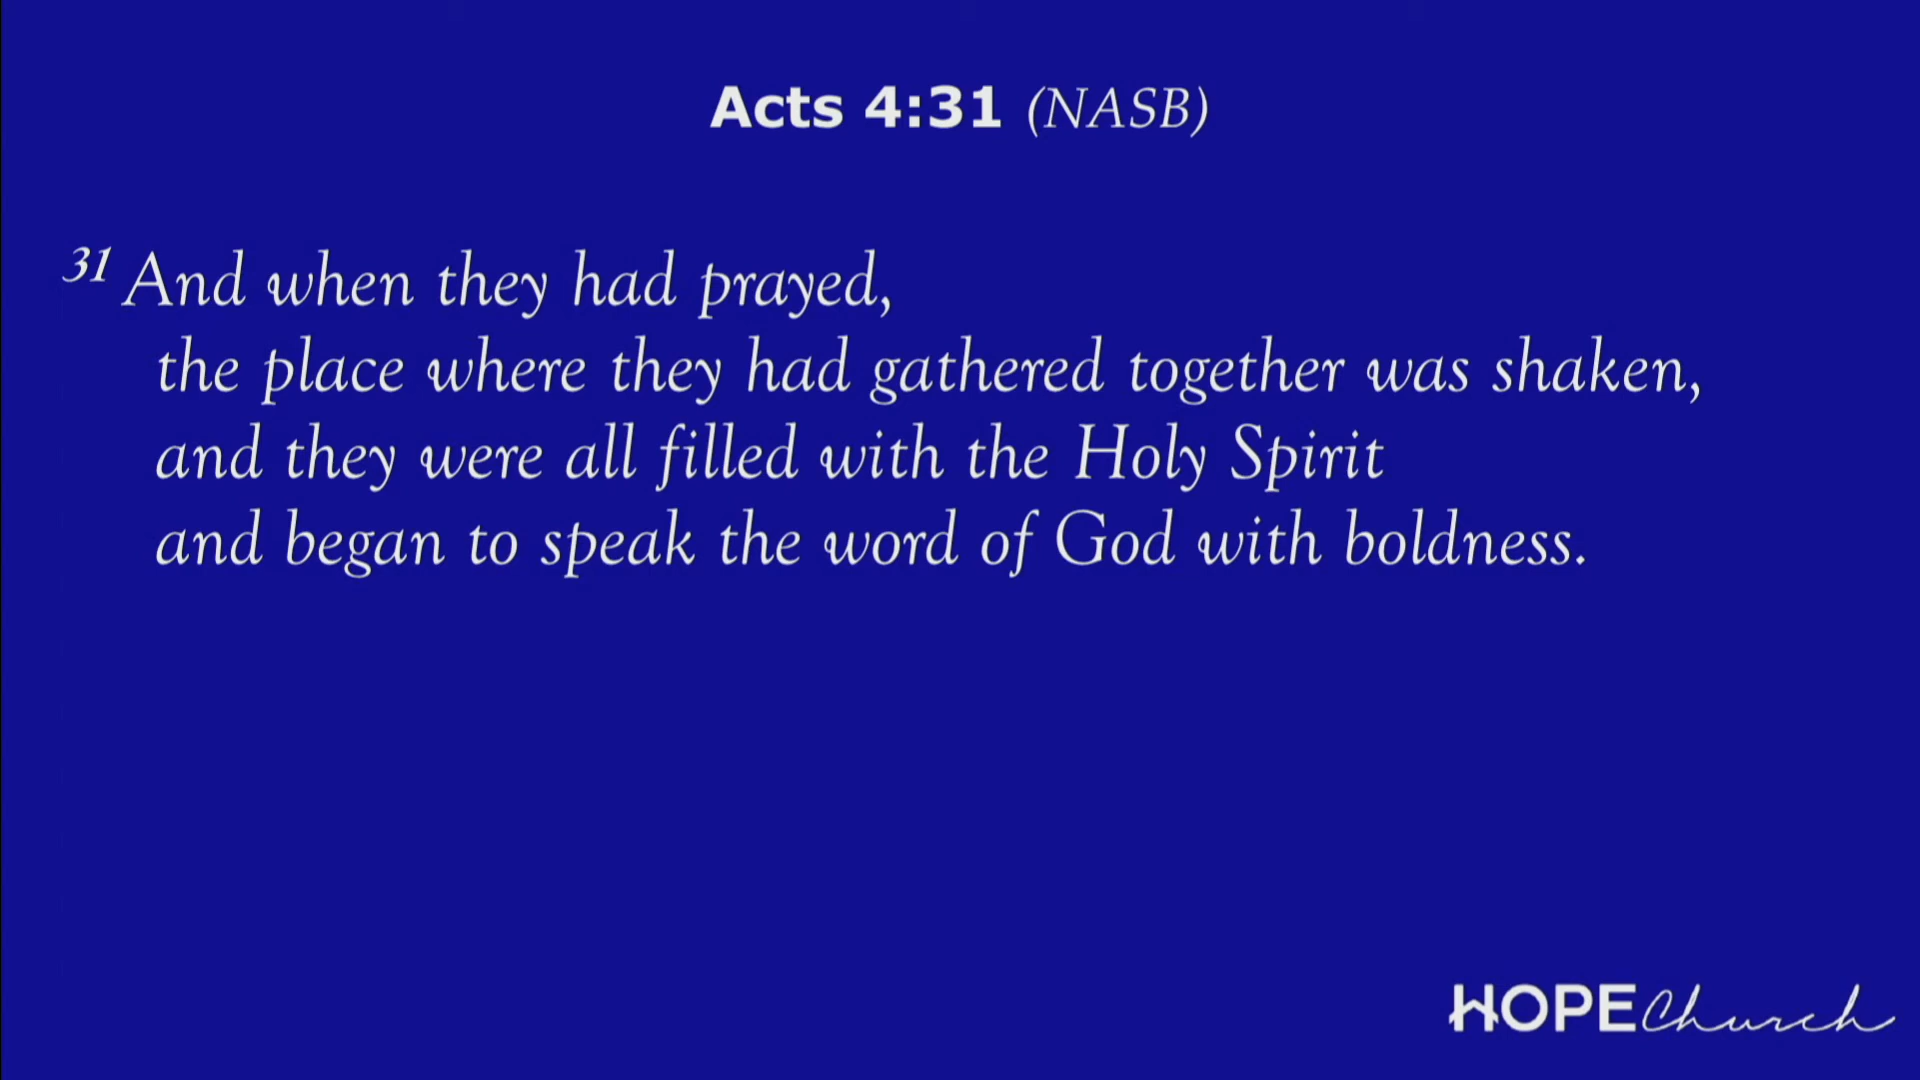 Acts 4:31 (NASB)
31 And when they had prayed,
the place where they had gathered together was shaken,
and they were all filled with the Holy Spirit
and began to speak the word of God with boldness.
HOPE Church